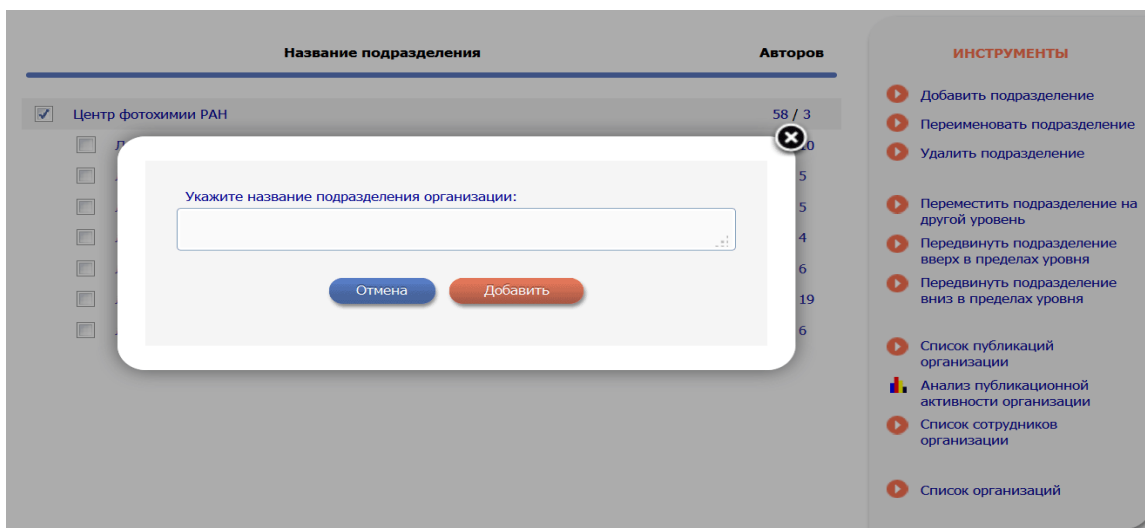 Название подразделения
Авторов
Центр фотохимии РАН
58 / 3
5
5
4
6
19
6
Укажите название подразделения организации:
Отмена
Добавить
ИНСТРУМЕНТЫ
Добавить подразделение
Переименовать подразделение
Удалить подразделение
Переместить подразделение на
другой уровень
Передвинуть подразделение
вверх в пределах уровня
Передвинуть подразделение
вниз в пределах уровня
Список публикаций
организации
Анализ публикационной
активности организации
Список сотрудников
организации
Список организаций